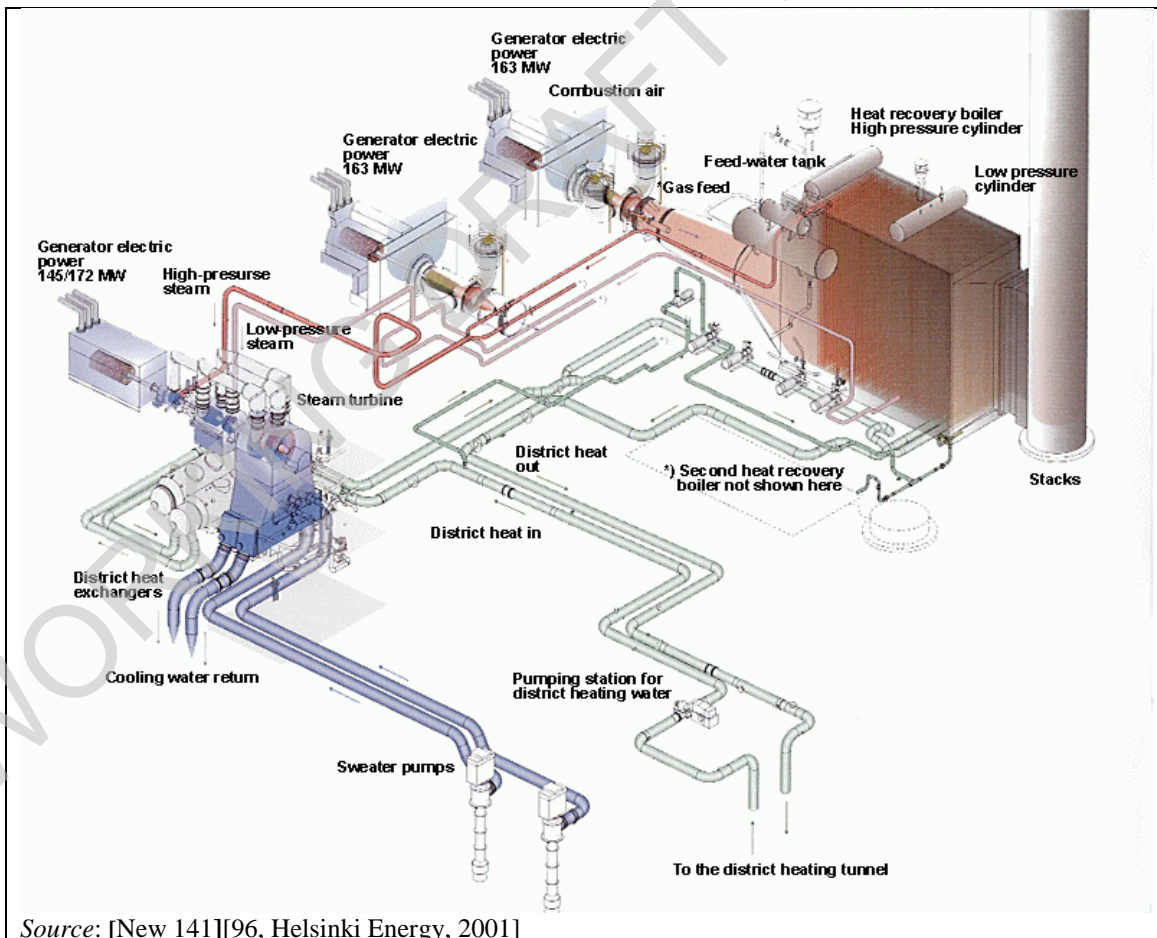 Generator electric
power
163 MW
Combustion air
Generator electric
power
163 MW
Heat recovery boiler
High pressure cylinder
Feed-water tank
*Gas feed
Low pressure
cylinder
Generator electric
power
145/172 MW
High-presurse
steam
Low-pressure
steam
Steam turbine
District heat
out
*) Second heat recovery
boiler not shown here
Stacks
District heat in
District heat
exchangers
Cooling water return
Pumping station for
district heating water
Sweater pumps
To the district heating tunnel
Source: [New 141][96, Helsinki Energy, 2001]
WORKING DRAFT